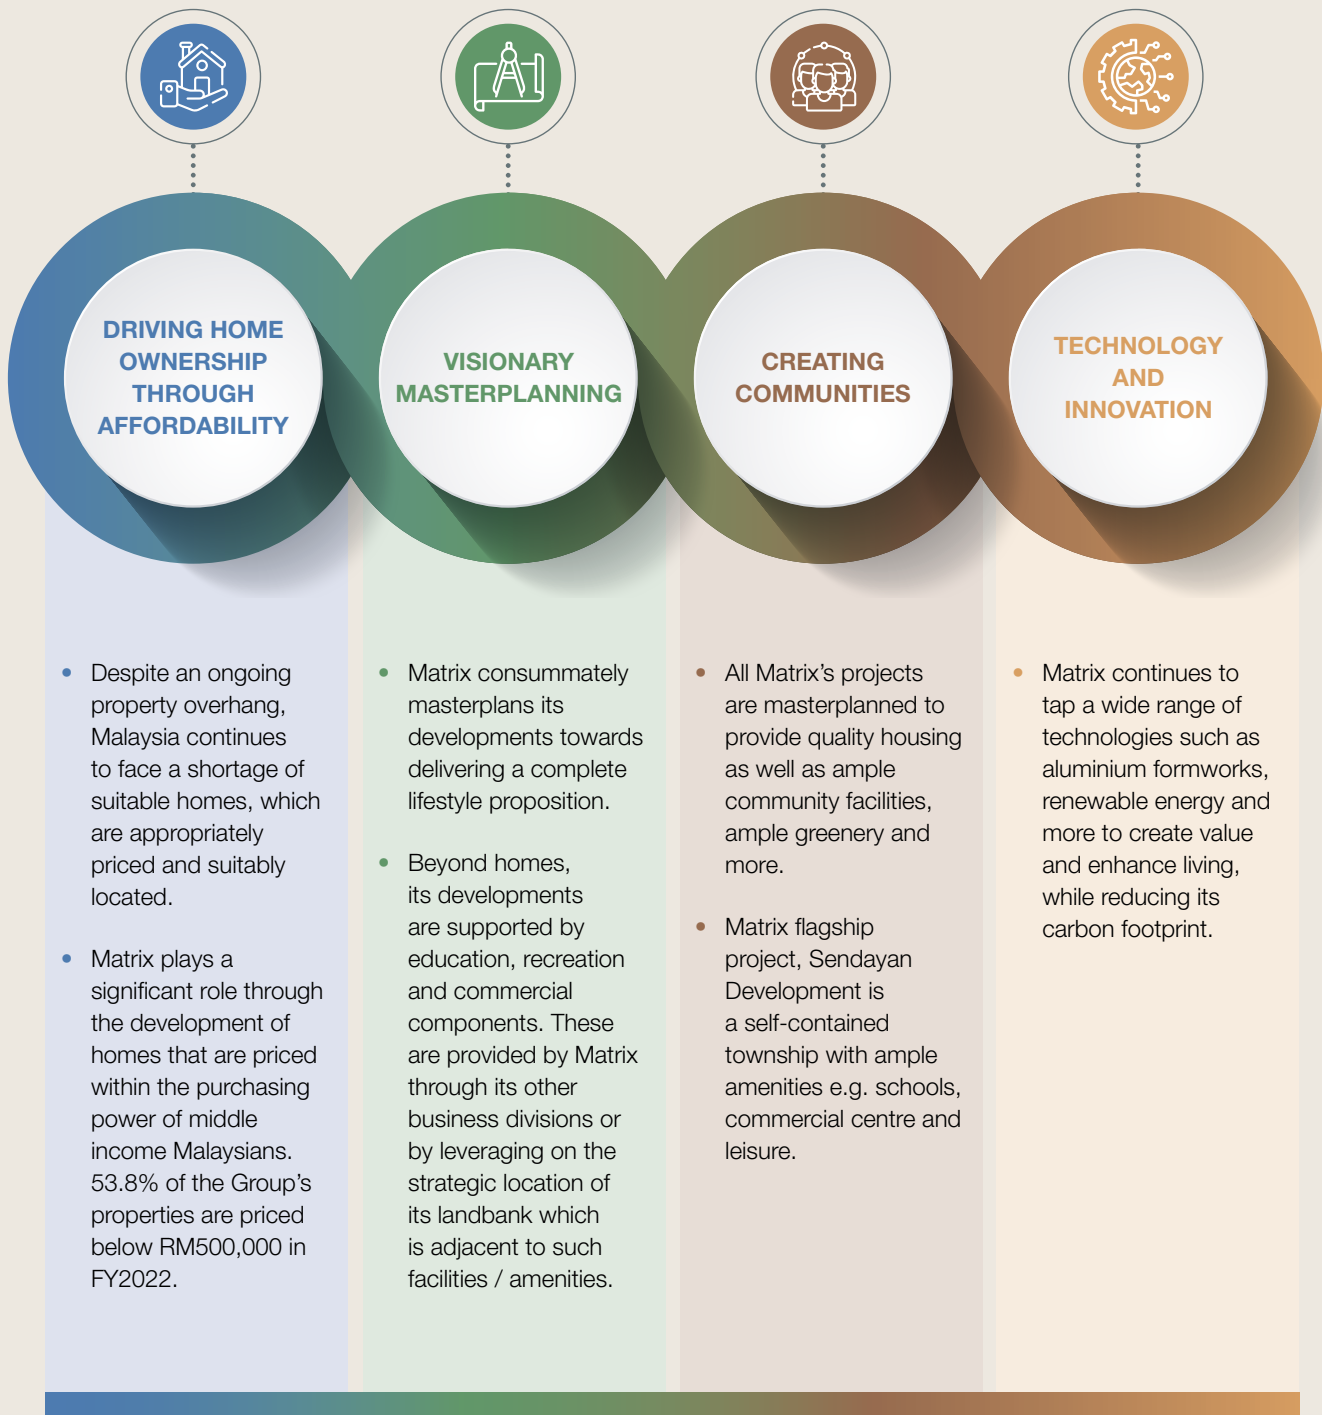 DRIVING HOME
OWNERSHIP
THROUGH
AFFORDABILITY
VISIONARY
MASTERPLANNING
CREATING
COMMUNITIES
TECHNOLOGY
AND
INNOVATION
• Despite an ongoing
property overhang,
Malaysia continues
to face a shortage of
suitable homes, which
are appropriately
priced and suitably
located.
• Matrix plays a
significant role through
the development of
homes that are priced
within the purchasing
power of middle
income Malaysians.
53.8% of the Group’s
properties are priced
below RM500,000 in
FY2022.
• Matrix consummately
masterplans its
developments towards
delivering a complete
lifestyle proposition.
• Beyond homes,
its developments
are supported by
education, recreation
and commercial
components. These
are provided by Matrix
through its other
business divisions or
by leveraging on the
strategic location of
its landbank which
is adjacent to such
facilities / amenities.
• All Matrix’s projects
are masterplanned to
provide quality housing
as well as ample
community facilities,
ample greenery and
more.
• Matrix flagship
project, Sendayan
Development is
a self-contained
township with ample
amenities e.g. schools,
commercial centre and
leisure.
• Matrix continues to
tap a wide range of
technologies such as
aluminium formworks,
renewable energy and
more to create value
and enhance living,
while reducing its
carbon footprint.